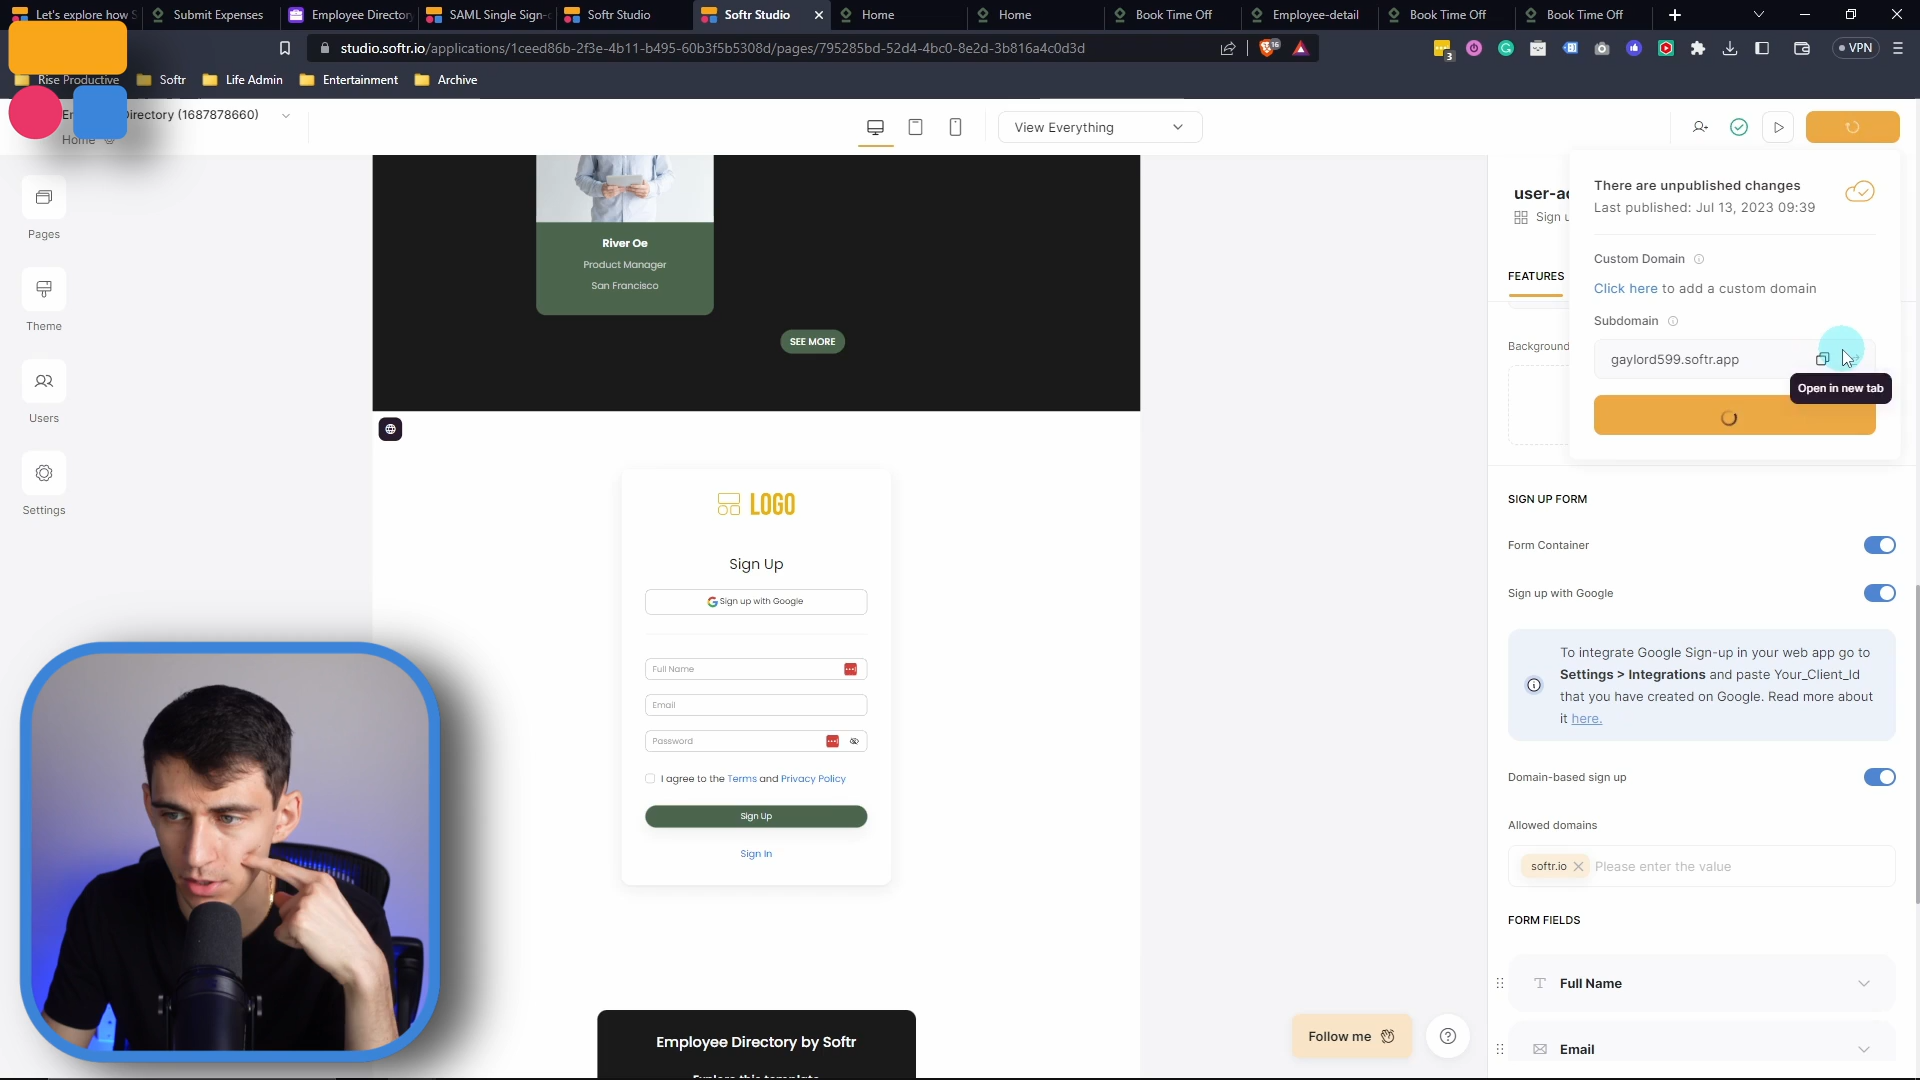 Let's explore how S
Submit Expenses
Employee Directory
SAML Single Sign-
Softr Studio
Softr Studio
Home
Home
Book Time Off
Employee-detail
Book Time Off
Book Time Off
studio.softr.io/applications/1ceed86b-2f3e-4b11-b495-60b3f5b5308d/pages/795285bd-52d4-4bc0-8e2d-3b816a4c0d3d
16
3
VPN
Rise Productive
Softr
Life Admin
Entertainment
Archive
Directory (1687878660)
Home
View Everything
Pages
Theme
Users
Settings
River Oe
Product Manager
San Francisco
SEE MORE
LOGO
Sign Up
Sign up with Google
Full Name
Email
Password
I agree to the Terms and Privacy Policy
Sign Up
Sign In
Employee Directory by Softr
Explore this template
Follow me
user-ac
Sign u
FEATURES
Background
There are unpublished changes
Last published: Jul 13, 2023 09:39
Custom Domain
Click here to add a custom domain
Subdomain
gaylord599.softr.app
Open in new tab
SIGN UP FORM
Form Container
Sign up with Google
To integrate Google Sign-up in your web app go to
Settings > Integrations and paste Your_Client_Id
that you have created on Google. Read more about
it here.
Domain-based sign up
Allowed domains
softr.io
Please enter the value
FORM FIELDS
Full Name
Email